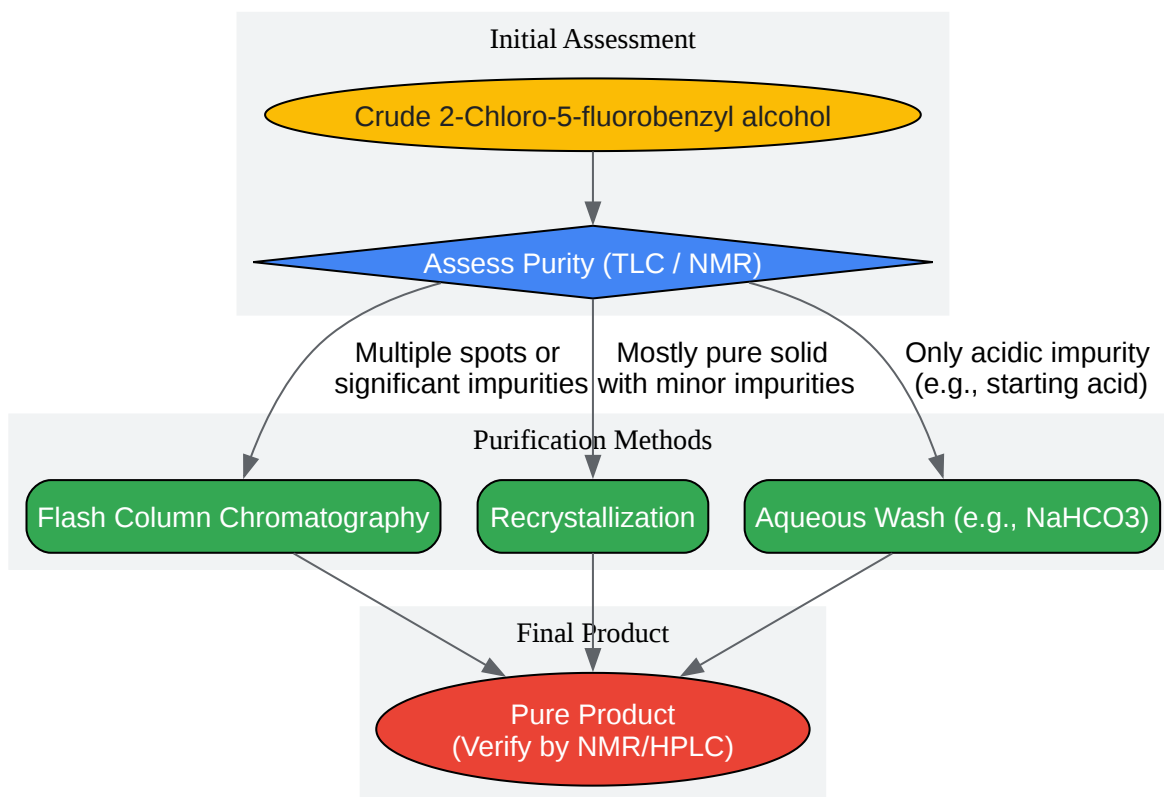 Initial Assessment
Crude 2-Chloro-5-fluorobenzyl alcohol
Assess Purity (TLC / NMR)
Multiple spots or
significant impurities
Mostly pure solid
with minor impurities
Only acidic impurity
(e.g., starting acid)
Purification Methods
Flash Column Chromatography
Recrystallization
Aqueous Wash (e.g., NaHCO3)
Final Product
Pure Product
(Verify by NMR/HPLC)